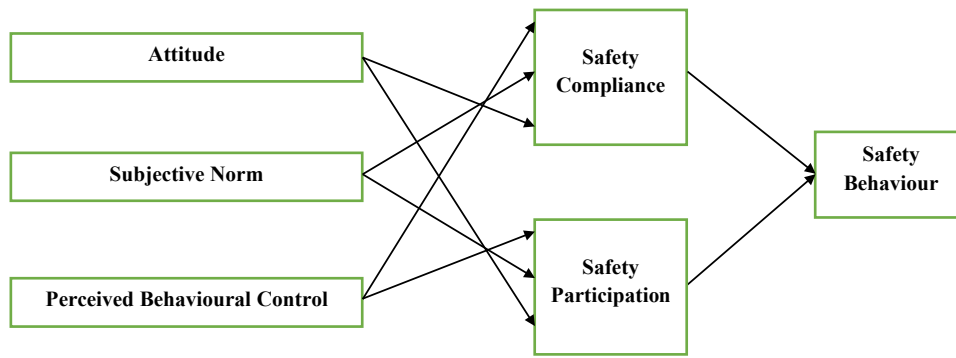 Attitude
Subjective Norm
Perceived Behavioural Control
Safety
Compliance
Safety
Participation
Safety
Behaviour